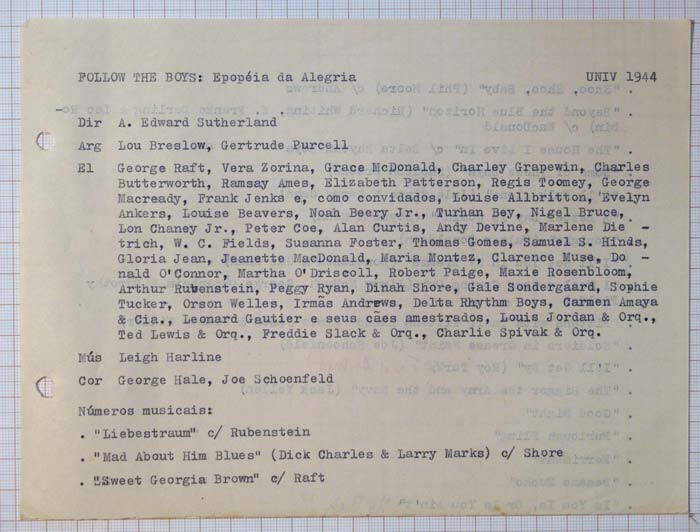 FOLLOW THE BOYS: Epopéia da Alegria UNIV 1944
Dir A. Edward Sutherland
Arg Lou Breslow, Gertrude Purcell
El George Raft, Vera Zorina, Grace McDonald, Charley Grapewin, Charles
Butterworth, Ramsay Ames, Elizabeth Patterson, Regis Toomey, George
Macready, Frank Jenks e, como convidados, Louise Allbritton, Evelyn
Ankers, Louise Beavers, Noah Beery Jr., Turhan Bey, Nigel Bruce,
Lon Chaney Jr., Peter Coe, Alan Curtis, Andy Devine, Marlene Die -
trich, W. C. Fields, Susanna Foster, Thomas Gomes, Samuel S. Hinds,
Gloria Jean, Jeanette MacDonald, Maria Montez, Clarence Muse, Do -
nald O'Connor, Martha O'Driscoll, Robert Paige, Maxie Rosenbloom,
Arthur Rubenstein, Peggy Ryan, Dinah Shore, Gale Sondergaard, Sophie
Tucker, Orson Welles, Irmãs Andrews, Delta Rhythm Boys, Carmen Amaya
& Cia., Leonard Gautier e seus cães amestrados, Louis Jordan & Orq.,
Ted Lewis & Orq., Freddie Slack & Orq., Charlie Spivak & Orq.
Mús Leigh Harline
Cor George Hale, Joe Schoenfeld
Números musicais:
. "Liebestraum" c/ Rubenstein
. "Mad About Him Blues" (Dick Charles & Larry Marks) c/ Shore
. "Sweet Georgia Brown" c/ Raft